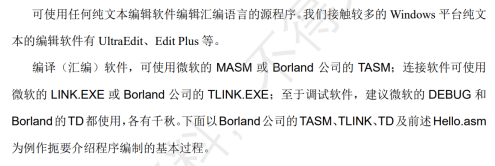 可使用任何纯文本编辑软件编辑汇编语言的源程序。我们接触较多的 Windows 平台纯文
本的编辑软件有 UltraEdit、Edit Plus 等。
编译（汇编）软件，可使用微软的 MASM 或 Borland 公司的 TASM；连接软件可使用
微软的 LINK.EXE 或 Borland 公司的 TLINK.EXE；至于调试软件，建议微软的 DEBUG 和
Borland 的 TD 都使用，各有千秋。下面以 Borland 公司的 TASM、TLINK、TD 及前述 Hello.asm
为例作扼要介绍程序编制的基本过程。